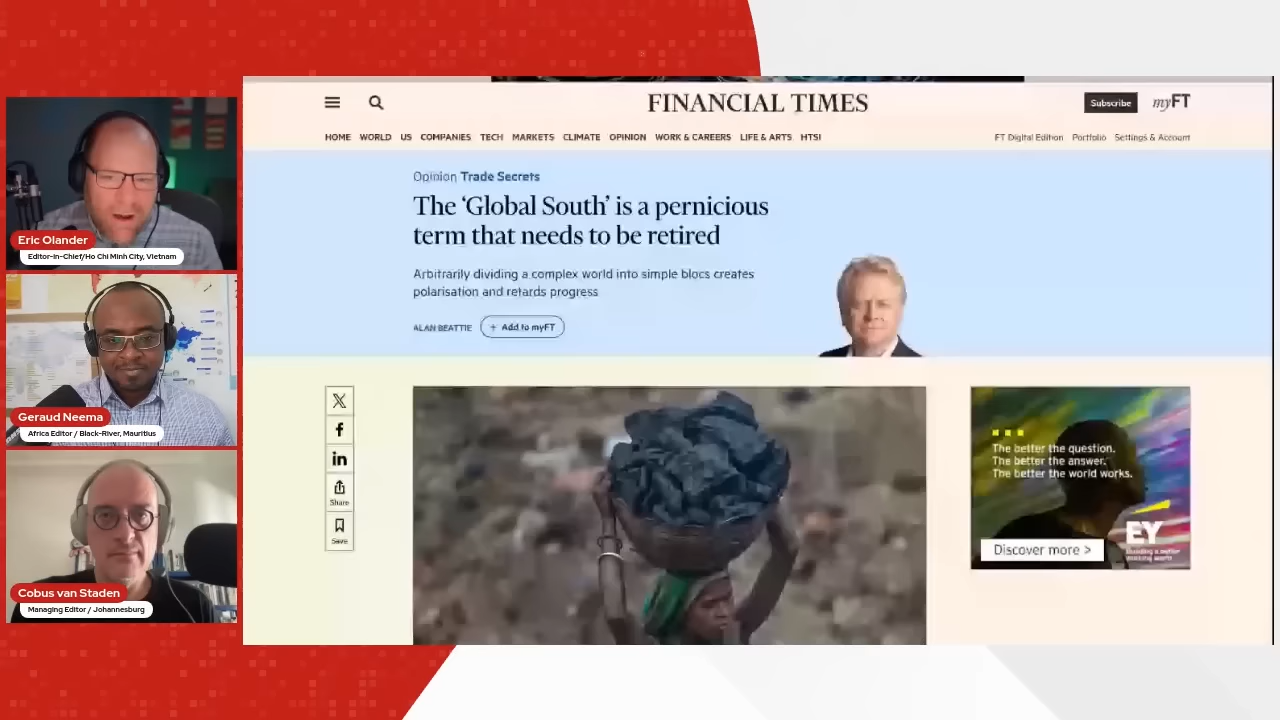 Eric Olander
Editor-in-Chief/Ho Chi Minh City, Vietnam
Geraud Neema
Africa Editor / Black-River, Mauritius
Cobus van Staden
Managing Editor / Johannesburg
FINANCIAL TIMES
Subscribe
myFT
HOME WORLD US COMPANIES TECH MARKETS CLIMATE OPINION WORK & CAREERS LIFE & ARTS HTSI
FT Digital Edition Portfolio Settings & Account
Opinion Trade Secrets
The ‘Global South’ is a pernicious
term that needs to be retired
Arbitrarily dividing a complex world into simple blocs creates
polarisation and retards progress
ALAN BEATTIE
+ Add to myFT
X
f
in
Share
Save
The better the question.
The better the answer.
The better the world works.
EY
Building a better
working world
Discover more >